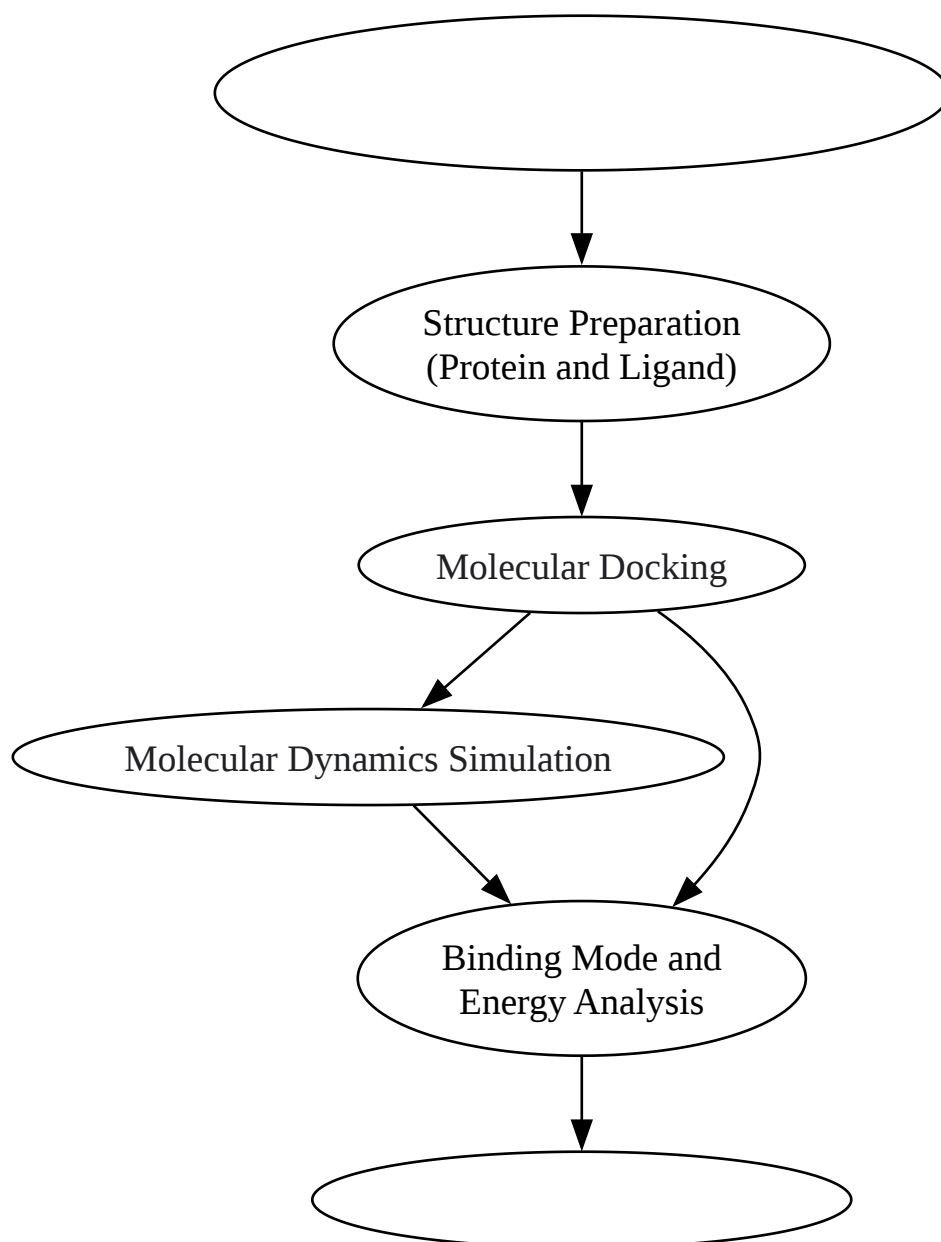 Structure Preparation
(Protein and Ligand)
Molecular Docking
Molecular Dynamics Simulation
Binding Mode and
Energy Analysis